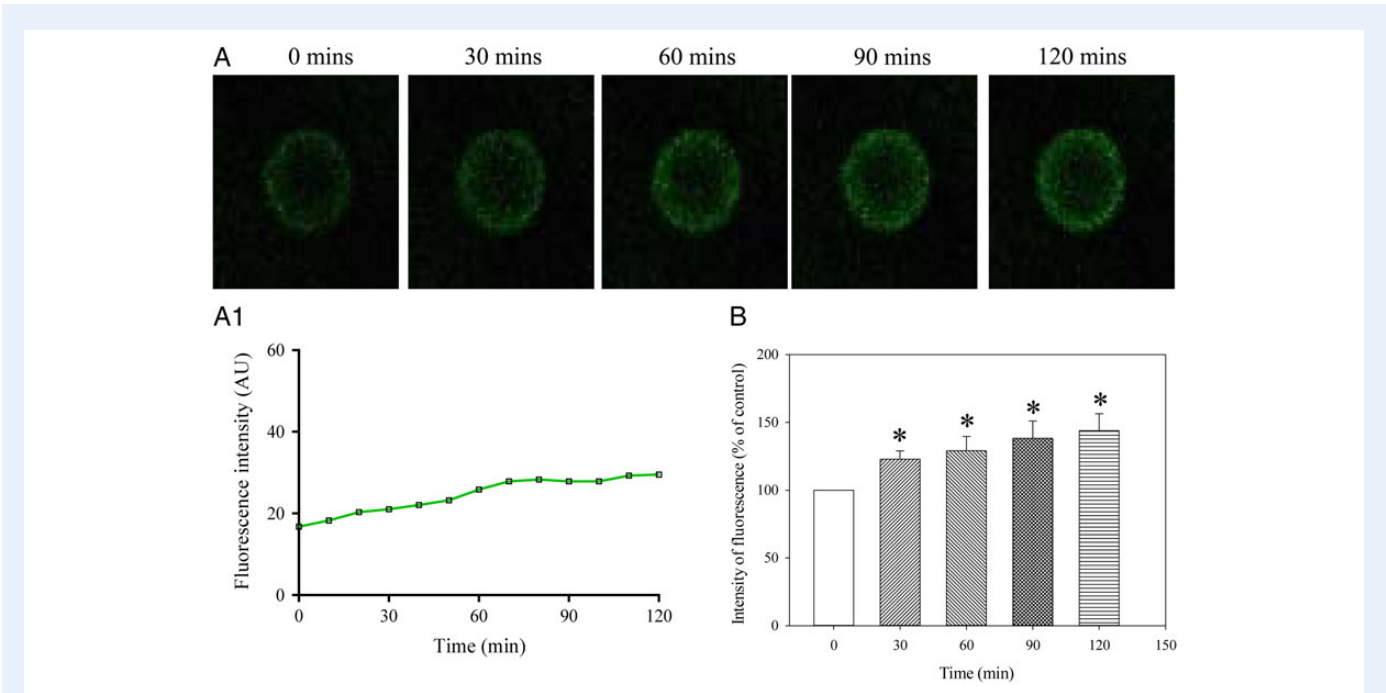 A
0 mins 30 mins 60 mins 90 mins 120 mins
A1
60
40
20
0
Fluorescence intensity (AU)
0 30 60 90 120
Time (min)
B
200
150
100
50
0
Intensity of fluorescence (% of control)
* * * *
0 30 60 90 120 150
Time (min)